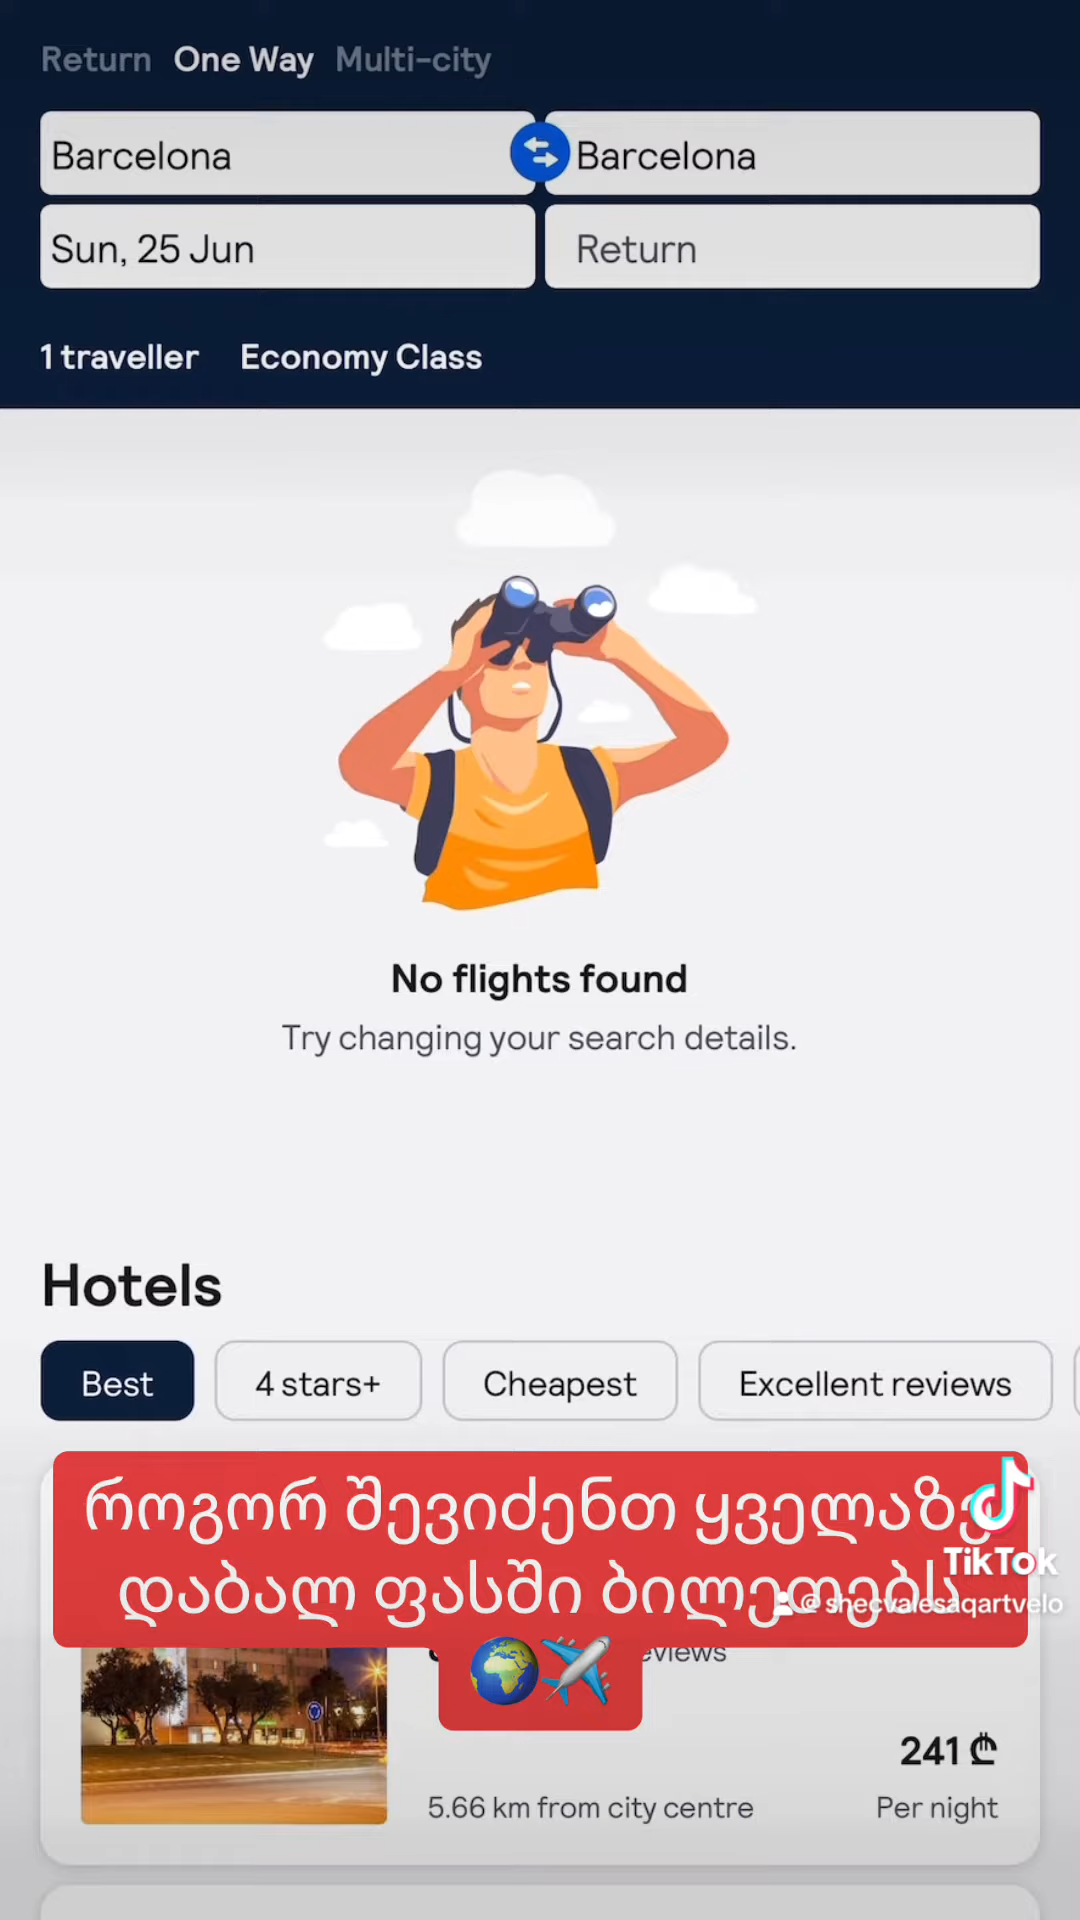 Return One Way Multi-city
Barcelona Barcelona
Sun, 25 Jun Return
1 traveller Economy Class
No flights found
Try changing your search details.
Hotels
Best 4 stars+ Cheapest Excellent reviews
როგორ შევიძენთ ყველაზე
დაბალ ფასში ბილეთებს
🌍✈️
TikTok
@shecvalesaqartvelo
241 ₾
5.66 km from city centre Per night